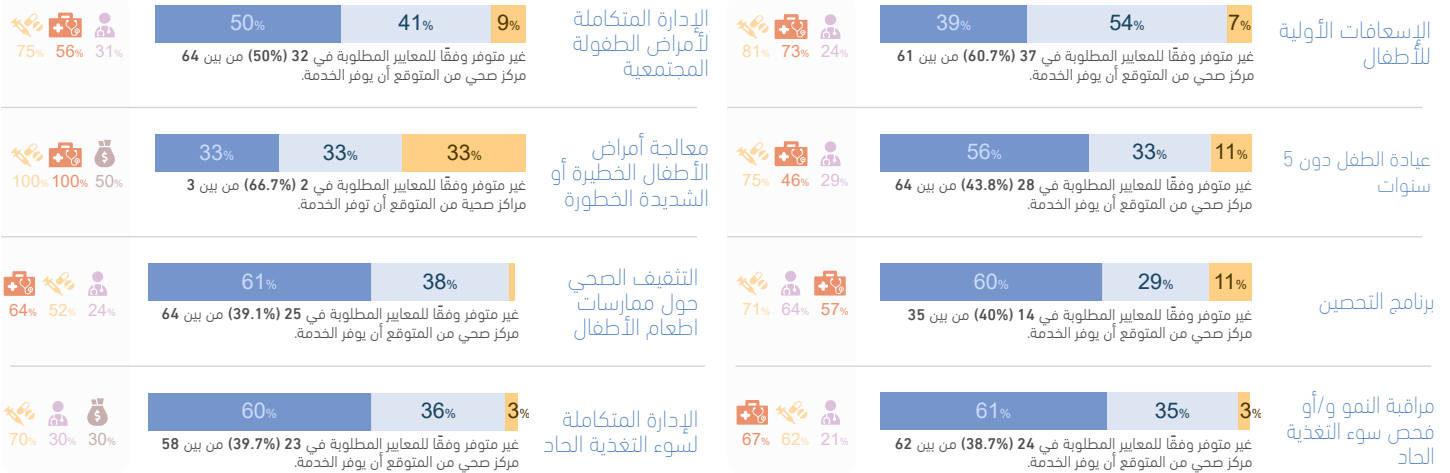 الإسعافات الأولية
للأطفال
39% 54% 7%
غير متوفر وفقًا للمعايير المطلوبة في 37 (60.7%) من بين 61
مركز صحي من المتوقع أن يوفر الخدمة.
81% 73% 24%
الإدارة المتكاملة
لأمراض الطفولة
المجتمعية
50% 41% 9%
غير متوفر وفقًا للمعايير المطلوبة في 32 (50%) من بين 64
مركز صحي من المتوقع أن يوفر الخدمة.
75% 56% 31%
عيادة الطفل دون 5
سنوات
56% 33% 11%
غير متوفر وفقًا للمعايير المطلوبة في 28 (43.8%) من بين 64
مركز صحي من المتوقع أن يوفر الخدمة.
75% 46% 29%
معالجة أمراض
الأطفال الخطيرة أو
الشديدة الخطورة
33% 33% 33%
غير متوفر وفقًا للمعايير المطلوبة في 2 (66.7%) من بين 3
مراكز صحية من المتوقع أن توفر الخدمة.
100% 100% 50%
برنامج التحصين
60% 29% 11%
غير متوفر وفقًا للمعايير المطلوبة في 14 (40%) من بين 35
مركز صحي من المتوقع أن يوفر الخدمة.
71% 64% 57%
التثقيف الصحي
حول ممارسات
اطعام الأطفال
61% 38%
غير متوفر وفقًا للمعايير المطلوبة في 25 (39.1%) من بين 64
مركز صحي من المتوقع أن يوفر الخدمة.
64% 52% 24%
مراقبة النمو و/أو
فحص سوء التغذية
الحاد
61% 35% 3%
غير متوفر وفقًا للمعايير المطلوبة في 24 (38.7%) من بين 62
مركز صحي من المتوقع أن يوفر الخدمة.
67% 62% 21%
الإدارة المتكاملة
لسوء التغذية الحاد
60% 36% 3%
غير متوفر وفقًا للمعايير المطلوبة في 23 (39.7%) من بين 58
مركز صحي من المتوقع أن يوفر الخدمة.
70% 30% 30%